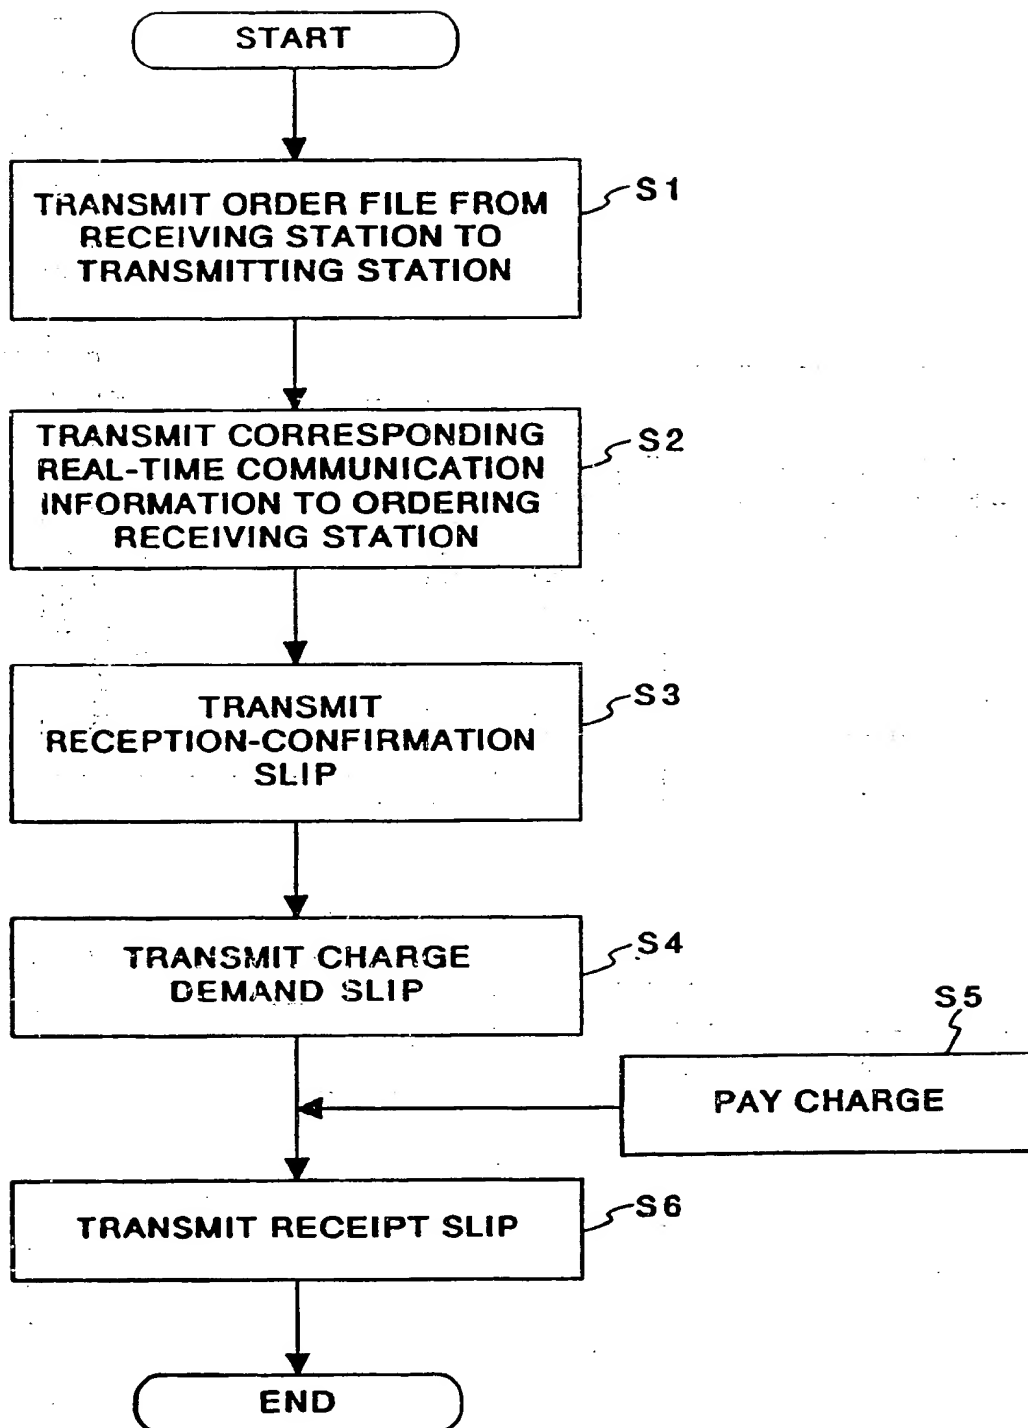 START
TRANSMIT ORDER FILE FROM
RECEIVING STATION TO
TRANSMITTING STATION
S1
TRANSMIT CORRESPONDING
REAL-TIME COMMUNICATION
INFORMATION TO ORDERING
RECEIVING STATION
S2
TRANSMIT
RECEPTION-CONFIRMATION
SLIP
S3
TRANSMIT CHARGE
DEMAND SLIP
S4
S5
PAY CHARGE
TRANSMIT RECEIPT SLIP
S6
END